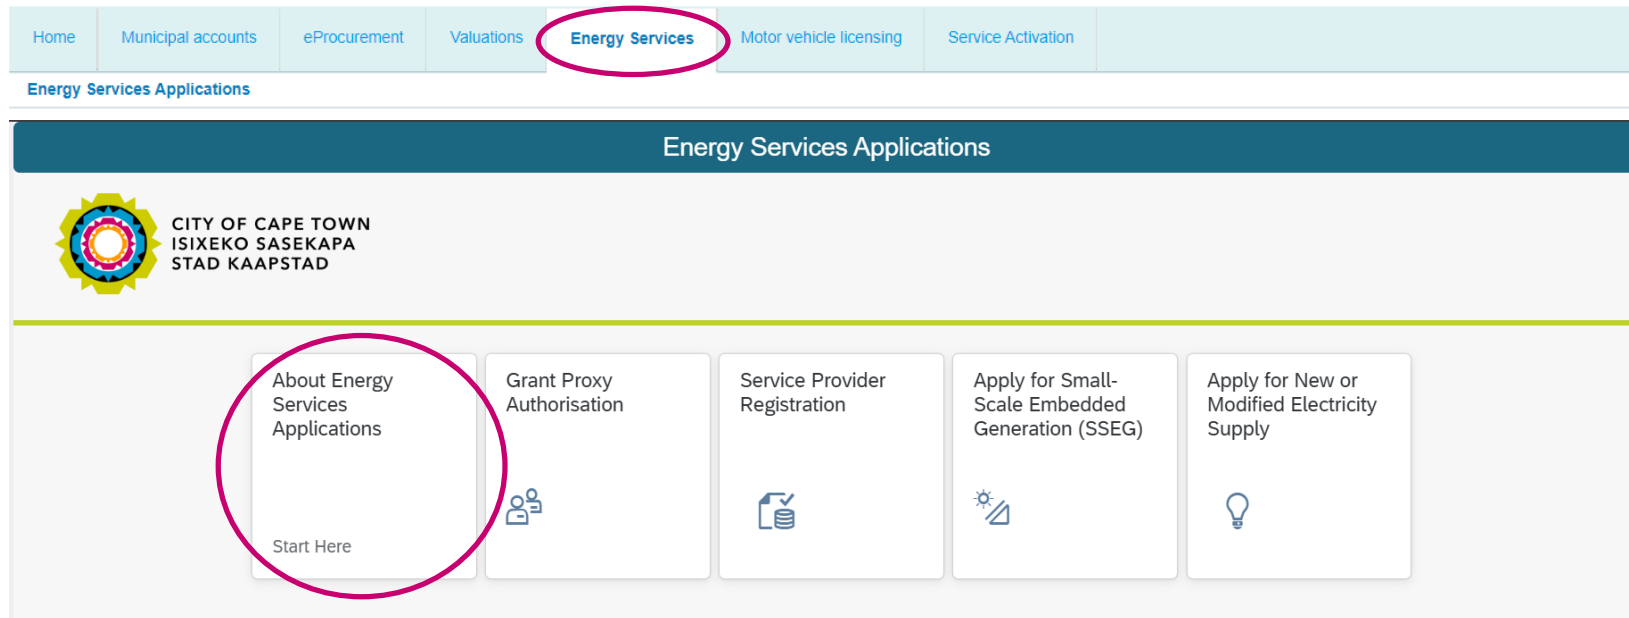 Home Municipal accounts eProcurement Valuations Energy Services Motor vehicle licensing Service Activation
Energy Services Applications
Energy Services Applications
CITY OF CAPE TOWN
ISIXEKO SASEKAPA
STAD KAAPSTAD
About Energy
Services
Applications
Start Here
Grant Proxy
Authorisation
Service Provider
Registration
Apply for Small-
Scale Embedded
Generation (SSEG)
Apply for New or
Modified Electricity
Supply